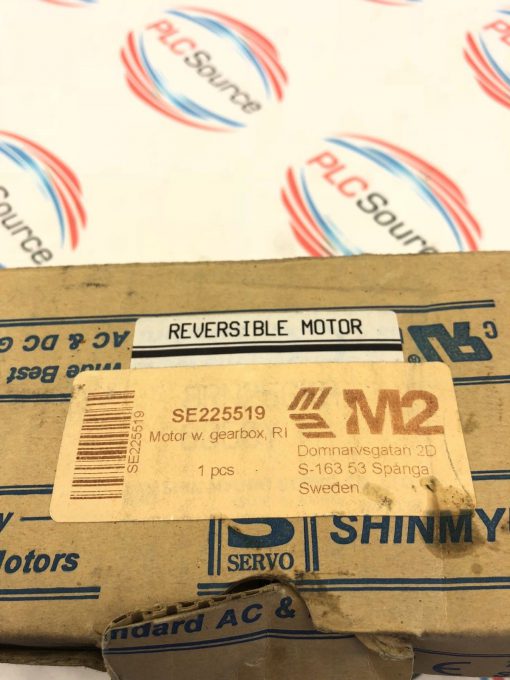 PLC Source
PLC Source
PLC Source
REVERSIBLE MOTOR
AC & DC G
Wide Best
SE225519
SE225519
Motor w. gearbox, RI
1 pcs
M2
Domnarvsgatan 2D
S-163 53 Spånga
Sweden
SHINMY
Motors
S
SERVO
ndard AC &